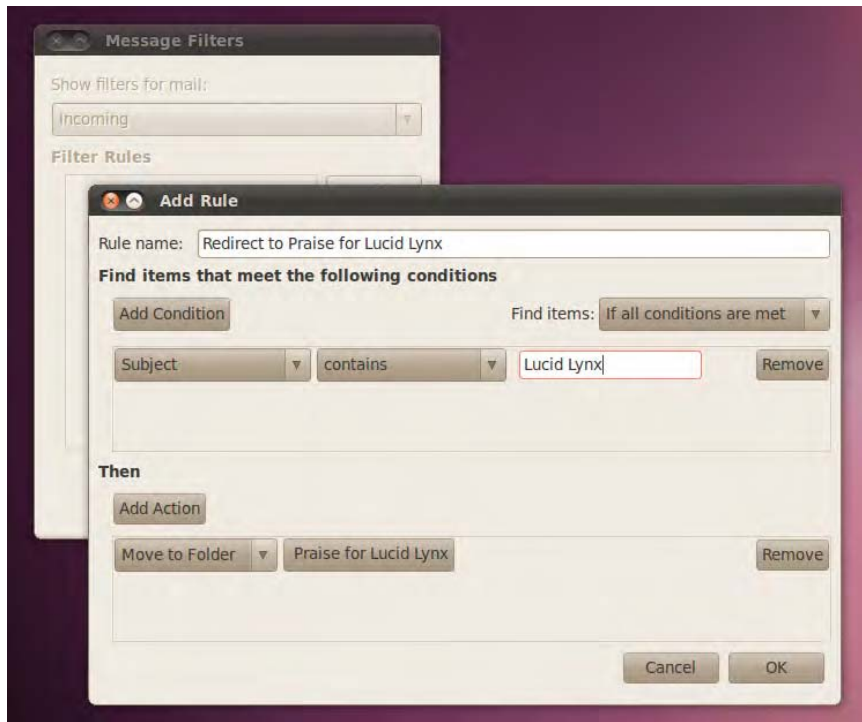 Message Filters
Show filters for mail:
Incoming
Filter Rules
Add Rule
Rule name: Redirect to Praise for Lucid Lynx
Find items that meet the following conditions
Add Condition Find items: If all conditions are met
Subject contains Lucid Lynx Remove
Then
Add Action
Move to Folder Praise for Lucid Lynx Remove
Cancel OK